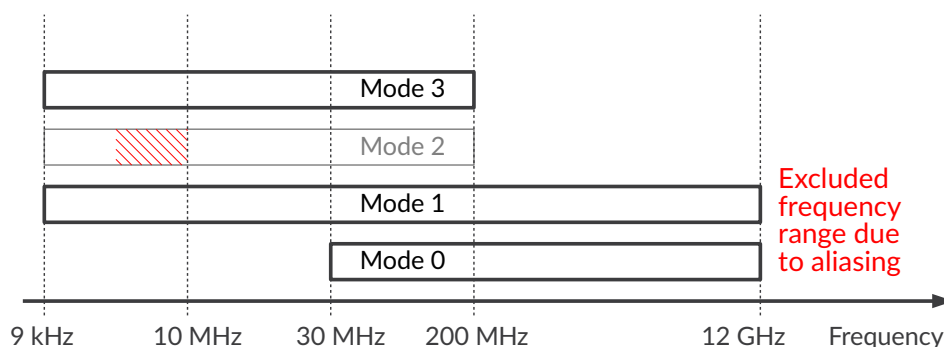 Mode 3
Mode 2
Mode 1
Mode 0
Excluded
frequency
range due
to aliasing
9 kHz 10 MHz 30 MHz 200 MHz 12 GHz Frequency